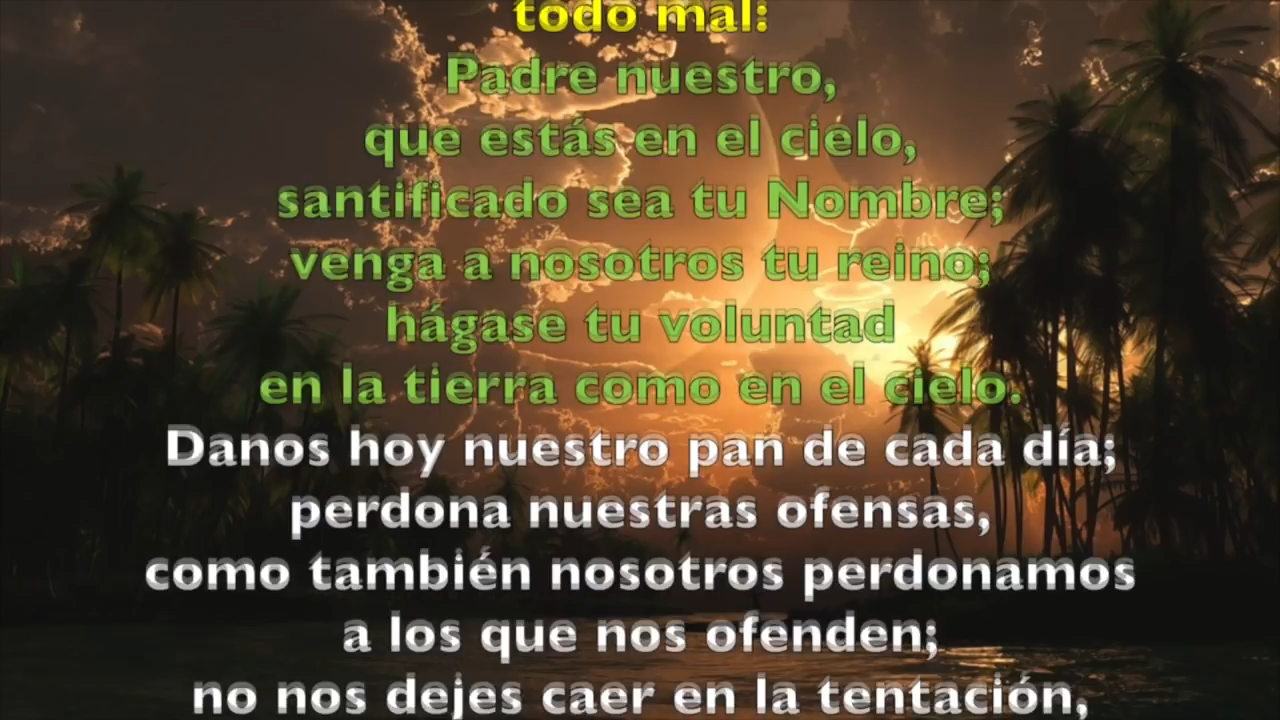 todo mal:
Padre nuestro,
que estás en el cielo,
santificado sea tu Nombre;
venga a nosotros tu reino;
hágase tu voluntad
en la tierra como en el cielo.
Danos hoy nuestro pan de cada día;
perdona nuestras ofensas,
como también nosotros perdonamos
a los que nos ofenden;
no nos dejes caer en la tentación,